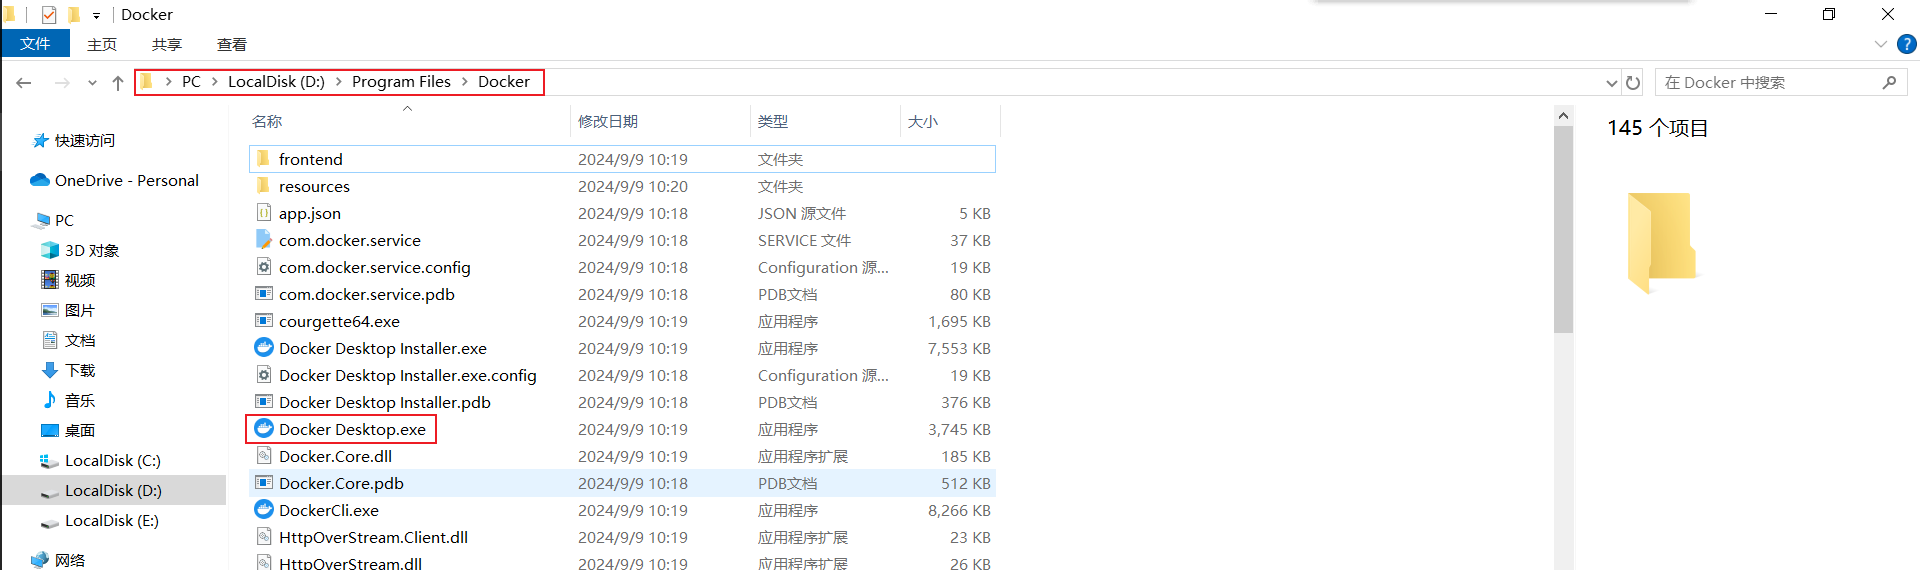 Docker
文件 主页 共享 查看
PC LocalDisk (D:) Program Files Docker
在 Docker 中搜索
快速访问
OneDrive - Personal
PC
3D 对象
视频
图片
文档
下载
音乐
桌面
LocalDisk (C:)
LocalDisk (D:)
LocalDisk (E:)
网络
名称 修改日期 类型 大小
frontend 2024/9/9 10:19 文件夹
resources 2024/9/9 10:20 文件夹
app.json 2024/9/9 10:18 JSON 源文件 5 KB
com.docker.service 2024/9/9 10:18 SERVICE 文件 37 KB
com.docker.service.config 2024/9/9 10:18 Configuration 源... 19 KB
com.docker.service.pdb 2024/9/9 10:18 PDB文档 80 KB
courgette64.exe 2024/9/9 10:19 应用程序 1,695 KB
Docker Desktop Installer.exe 2024/9/9 10:19 应用程序 7,553 KB
Docker Desktop Installer.exe.config 2024/9/9 10:18 Configuration 源... 19 KB
Docker Desktop Installer.pdb 2024/9/9 10:18 PDB文档 376 KB
Docker Desktop.exe 2024/9/9 10:19 应用程序 3,745 KB
Docker.Core.dll 2024/9/9 10:19 应用程序扩展 185 KB
Docker.Core.pdb 2024/9/9 10:18 PDB文档 512 KB
DockerCli.exe 2024/9/9 10:19 应用程序 8,266 KB
HttpOverStream.Client.dll 2024/9/9 10:19 应用程序扩展 23 KB
HttpOverStream.dll 2024/9/9 10:19 应用程序扩展 26 KB
145 个项目